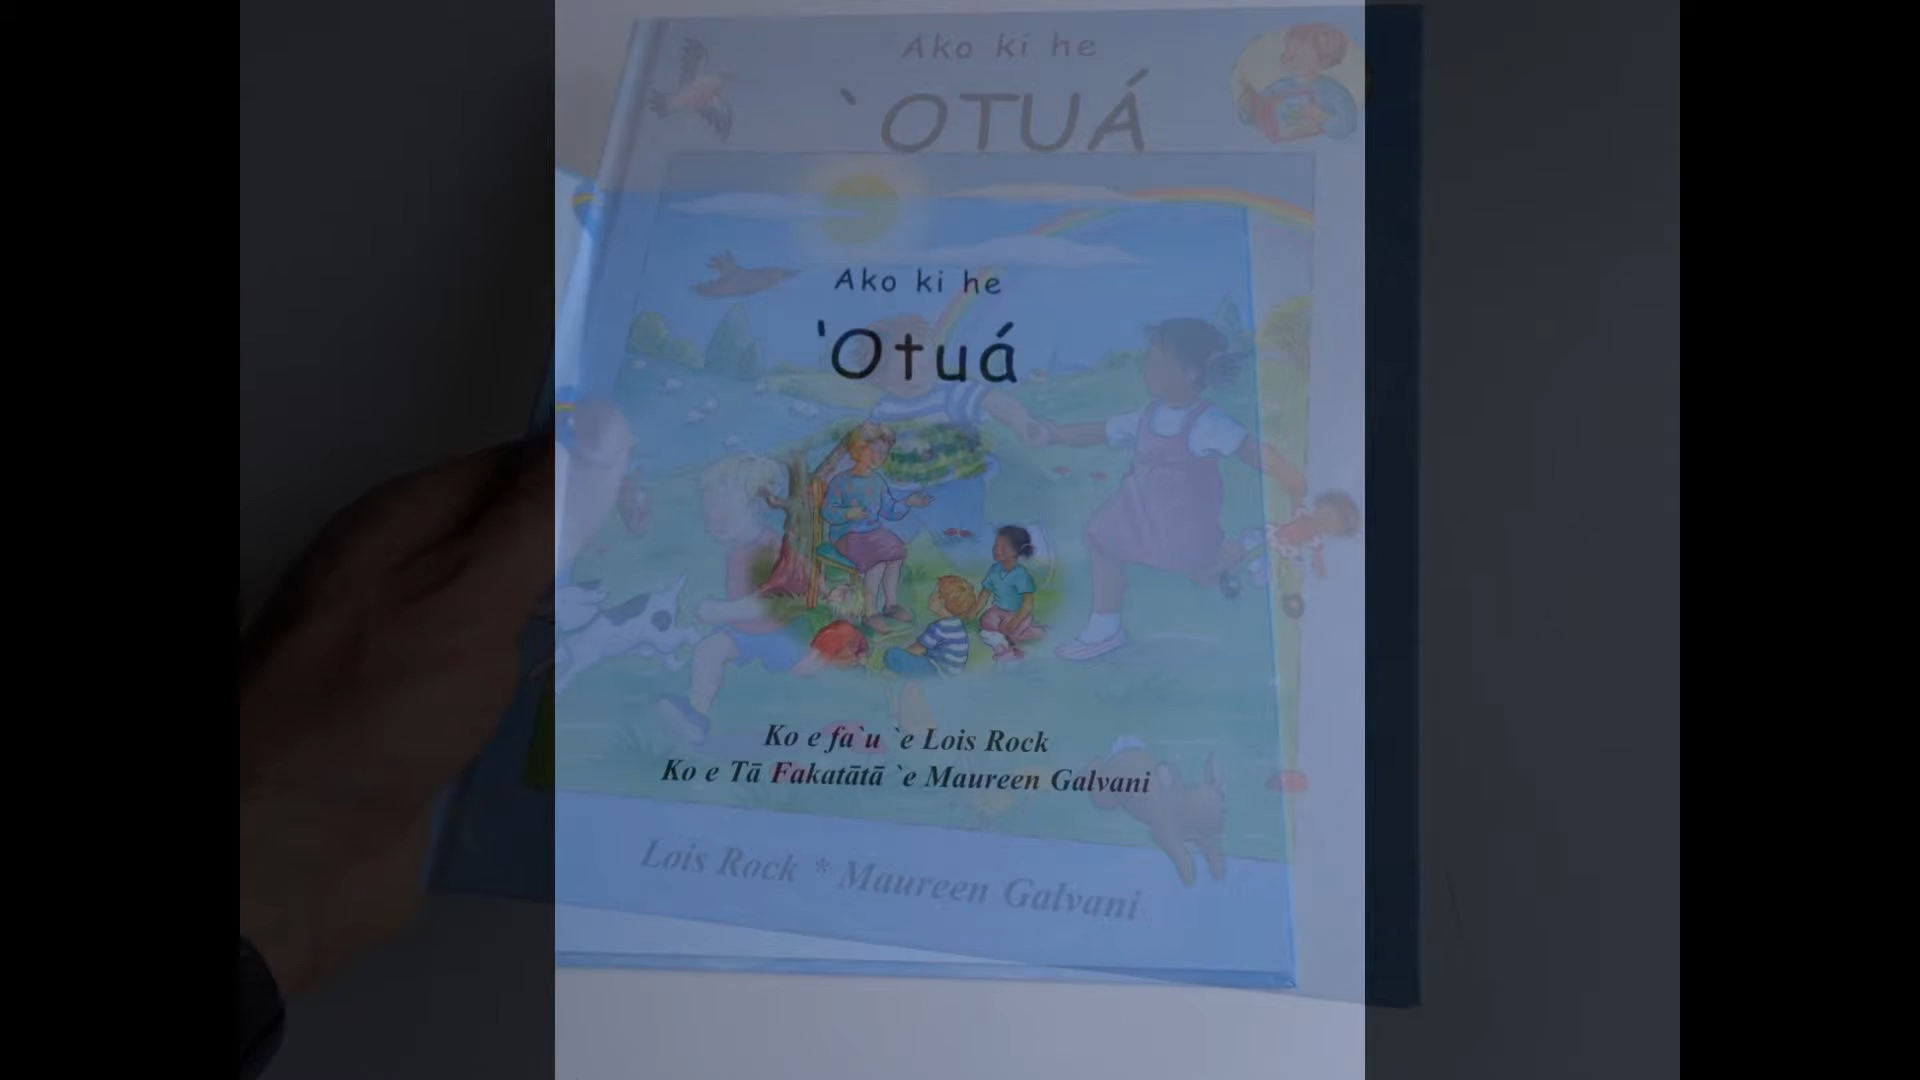 Ako ki he
`OTUÁ
Ako ki he
'Otuá
Ko e fa`u `e Lois Rock
Ko e Tā Fakatātā `e Maureen Galvani
Lois Rock * Maureen Galvani